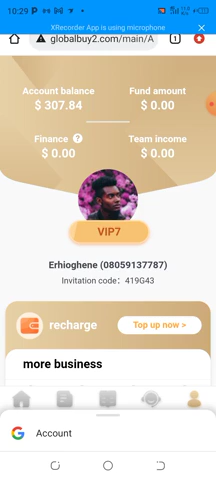 10:29 P
XRecorder App is using microphone
globalbuy2.com/main/A
1
Account balance
$ 307.84
Fund amount
$ 0.00
Finance ?
$ 0.00
Team income
$ 0.00
VIP7
Erhioghene (08059137787)
Invitation code: 419G43
recharge
Top up now >
more business
G Account